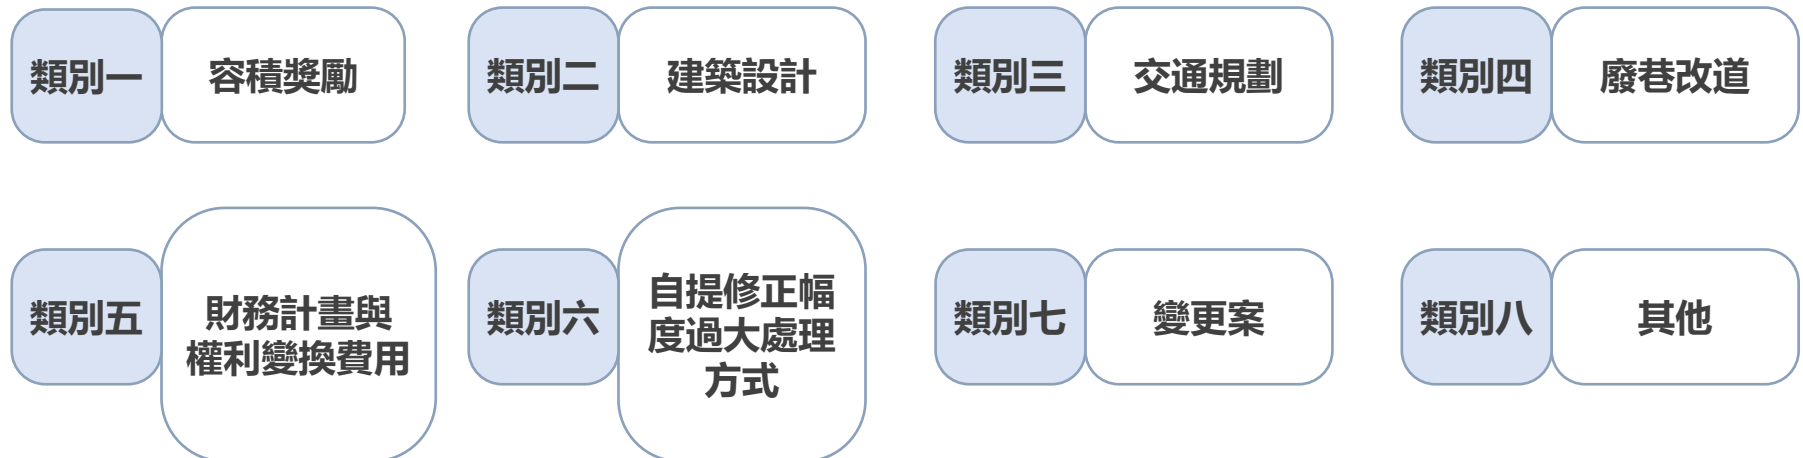 類別一
容積獎勵
類別二
建築設計
類別三
交通規劃
類別四
廢巷改道
類別五
財務計畫與
權利變換費用
類別六
自提修正幅
度過大處理
方式
類別七
變更案
類別八
其他